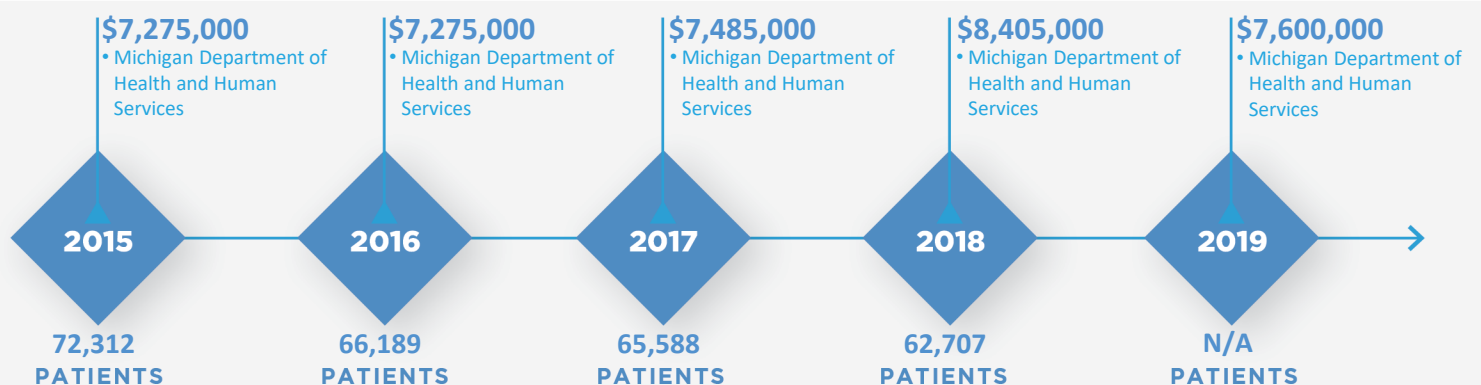 $7,275,000
• Michigan Department of
Health and Human
Services
2015
72,312
PATIENTS
$7,275,000
• Michigan Department of
Health and Human
Services
2016
66,189
PATIENTS
$7,485,000
• Michigan Department of
Health and Human
Services
2017
65,588
PATIENTS
$8,405,000
• Michigan Department of
Health and Human
Services
2018
62,707
PATIENTS
$7,600,000
• Michigan Department of
Health and Human
Services
2019
N/A
PATIENTS